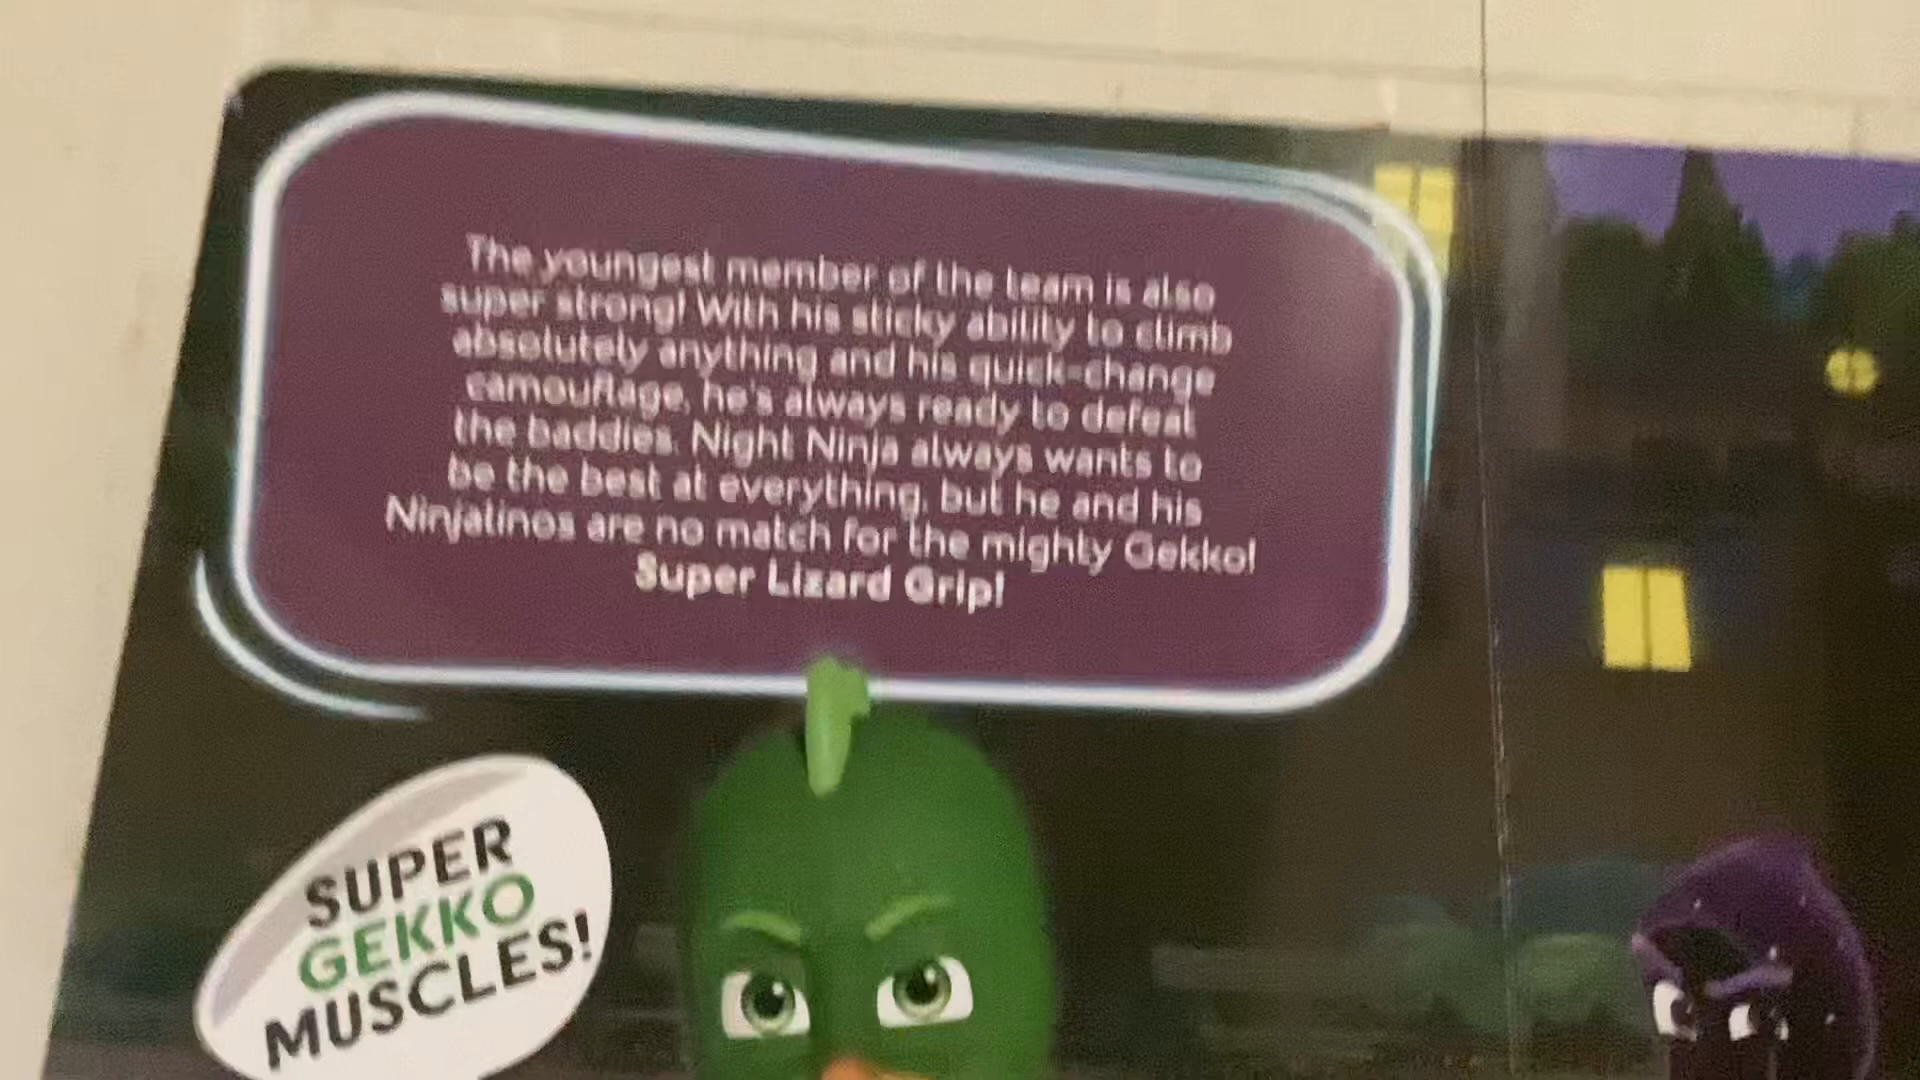 The youngest member of the team is also
super strong! With his sticky ability to climb
absolutely anything and his quick-change
camouflage, he's always ready to defeat
the baddies. Night Ninja always wants to
be the best at everything, but he and his
Ninjalinos are no match for the mighty Gekko!
Super Lizard Grip!
SUPER
GEKKO
MUSCLES!